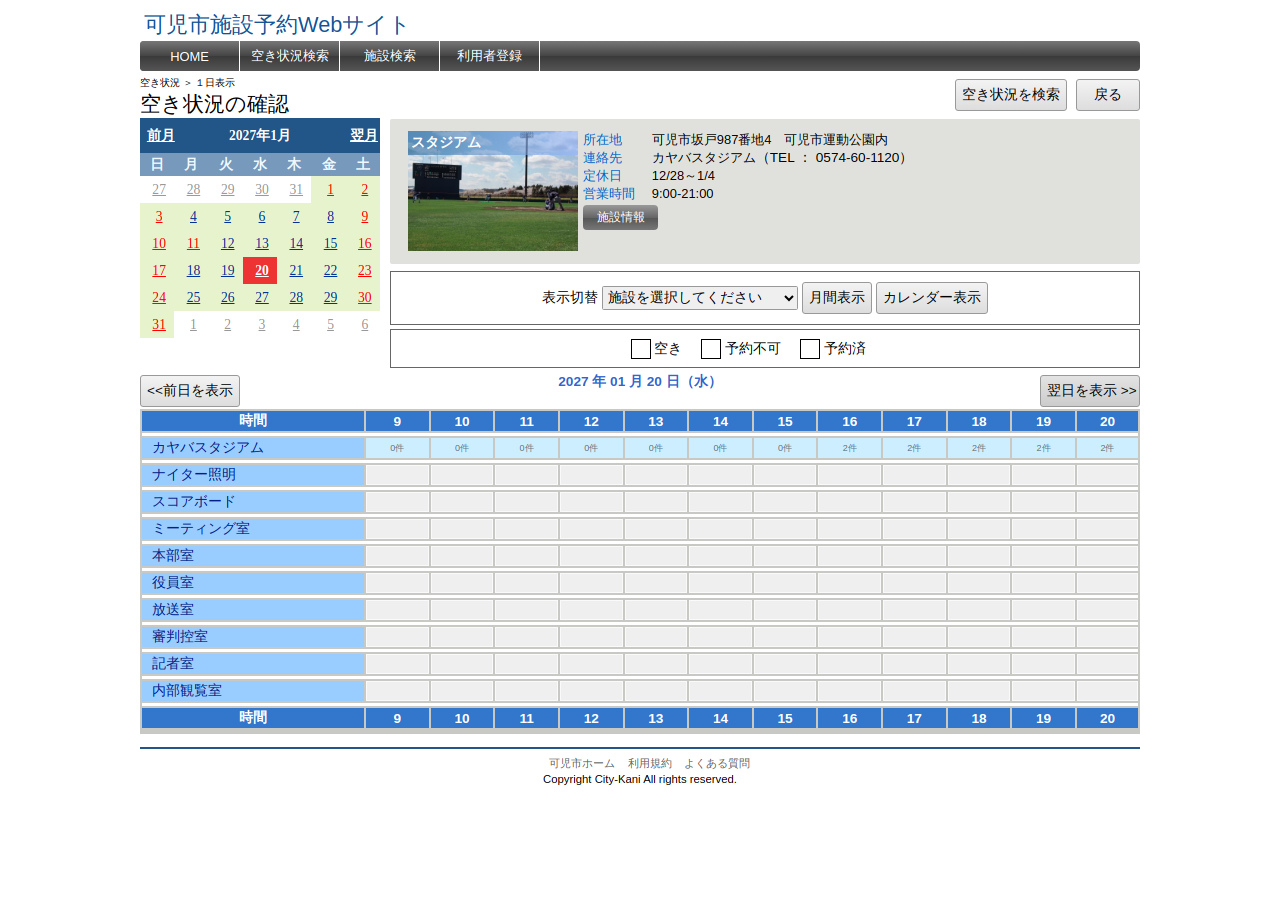 可児市施設予約Webサイト
HOME 空き状況検索 施設検索 利用者登録
空き状況 ＞ １日表示
空き状況の確認
空き状況を検索 戻る
前月 2027年1月 翌月
日 月 火 水 木 金 土
27 28 29 30 31 1 2
3 4 5 6 7 8 9
10 11 12 13 14 15 16
17 18 19 20 21 22 23
24 25 26 27 28 29 30
31 1 2 3 4 5 6
スタジアム
所在地 可児市坂戸987番地4　可児市運動公園内
連絡先 カヤバスタジアム（TEL ： 0574-60-1120）
定休日 12/28～1/4
営業時間 9:00-21:00
施設情報
表示切替 施設を選択してください 月間表示 カレンダー表示
空き 予約不可 予約済
<<前日を表示 2027 年 01 月 20 日（水） 翌日を表示 >>
時間 9 10 11 12 13 14 15 16 17 18 19 20
カヤバスタジアム 0件 0件 0件 0件 0件 0件 0件 2件 2件 2件 2件 2件
ナイター照明
スコアボード
ミーティング室
本部室
役員室
放送室
審判控室
記者室
内部観覧室
時間 9 10 11 12 13 14 15 16 17 18 19 20
可児市ホーム 利用規約 よくある質問
Copyright City-Kani All rights reserved.